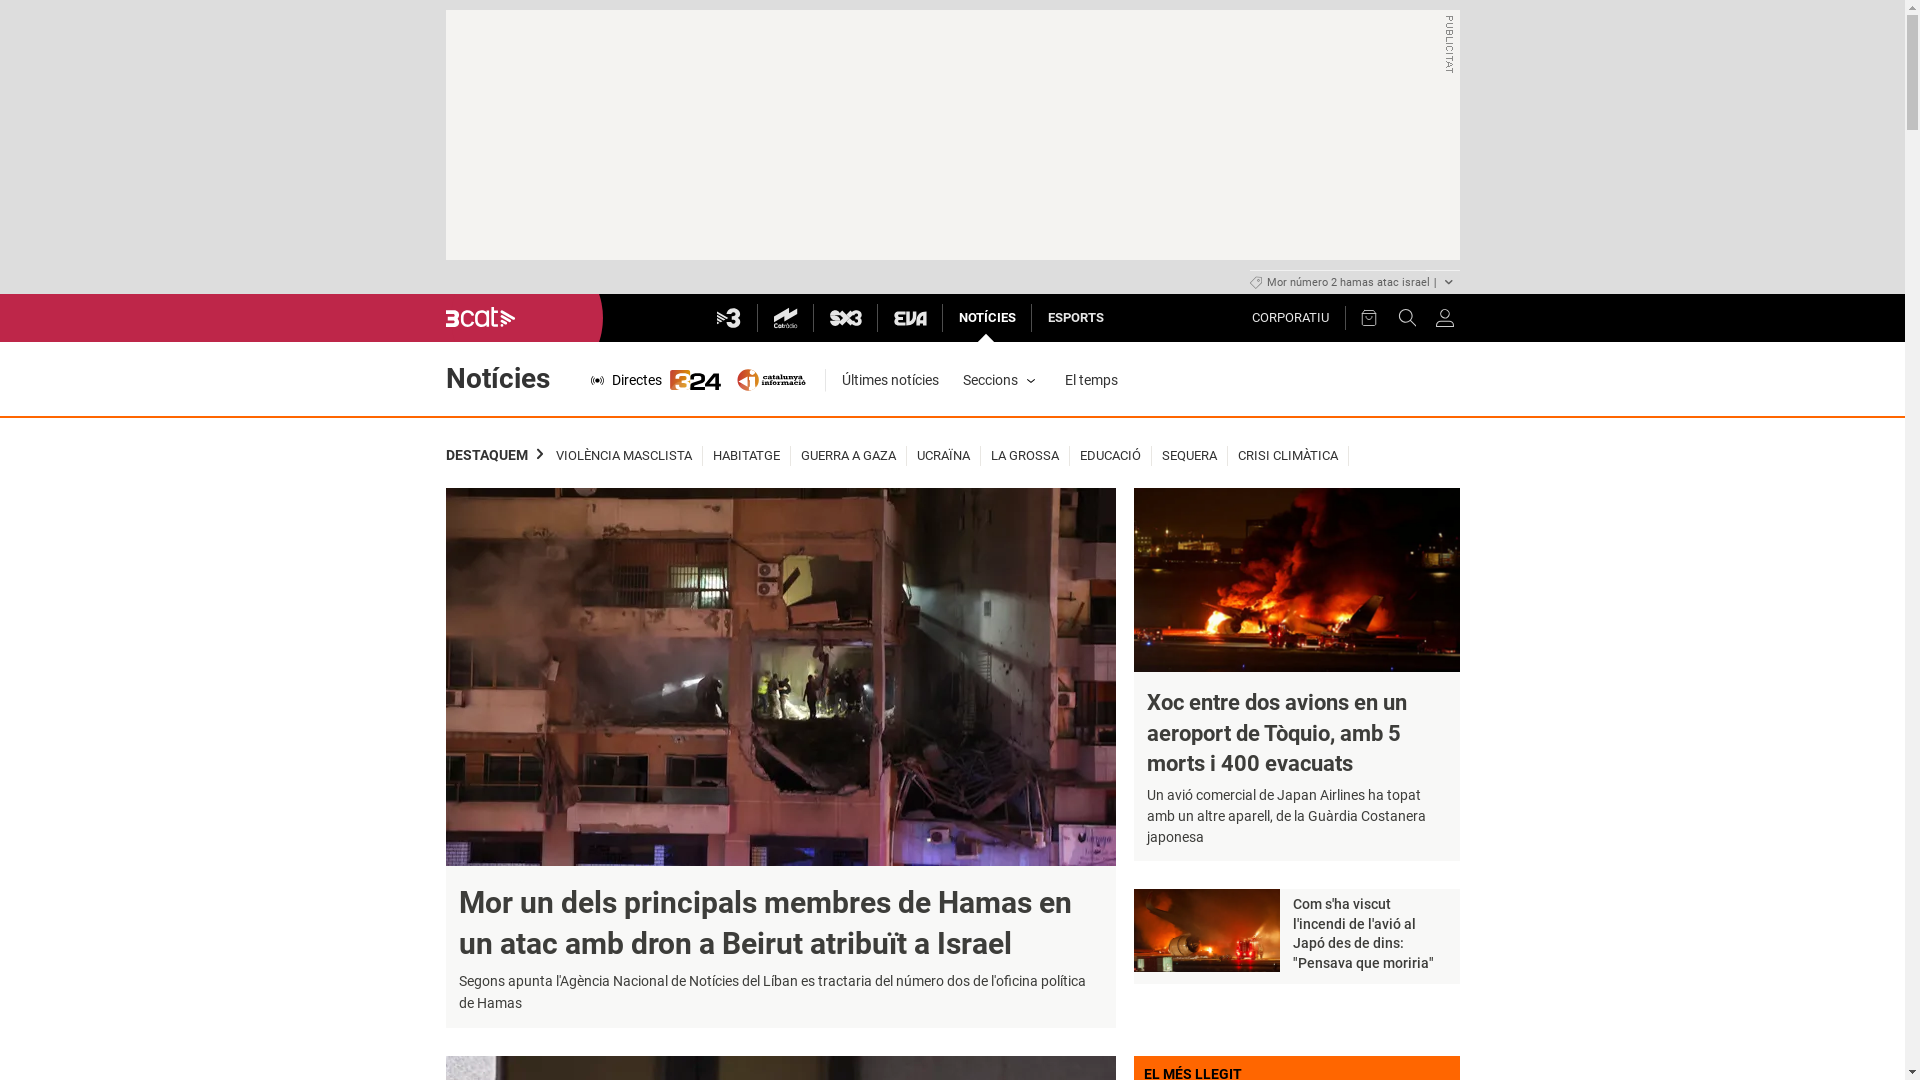 PUBLICITAT
Mor número 2 hamas atac israel |
3cat
3
Catràdio
SX3
EVA
NOTÍCIES
ESPORTS
CORPORATIU
Notícies
Directes
324
catalunya
informació
Últimes notícies
Seccions
El temps
DESTAQUEM
VIOLÈNCIA MASCLISTA
HABITATGE
GUERRA A GAZA
UCRAÏNA
LA GROSSA
EDUCACIÓ
SEQUERA
CRISI CLIMÀTICA
Mor un dels principals membres de Hamas en
un atac amb dron a Beirut atribuït a Israel
Segons apunta l'Agència Nacional de Notícies del Líban es tractaria del número dos de l'oficina política
de Hamas
Xoc entre dos avions en un
aeroport de Tòquio, amb 5
morts i 400 evacuats
Un avió comercial de Japan Airlines ha topat
amb un altre aparell, de la Guàrdia Costanera
japonesa
Com s'ha viscut
l'incendi de l'avió al
Japó des de dins:
"Pensava que moriria"
EL MÉS LLEGIT